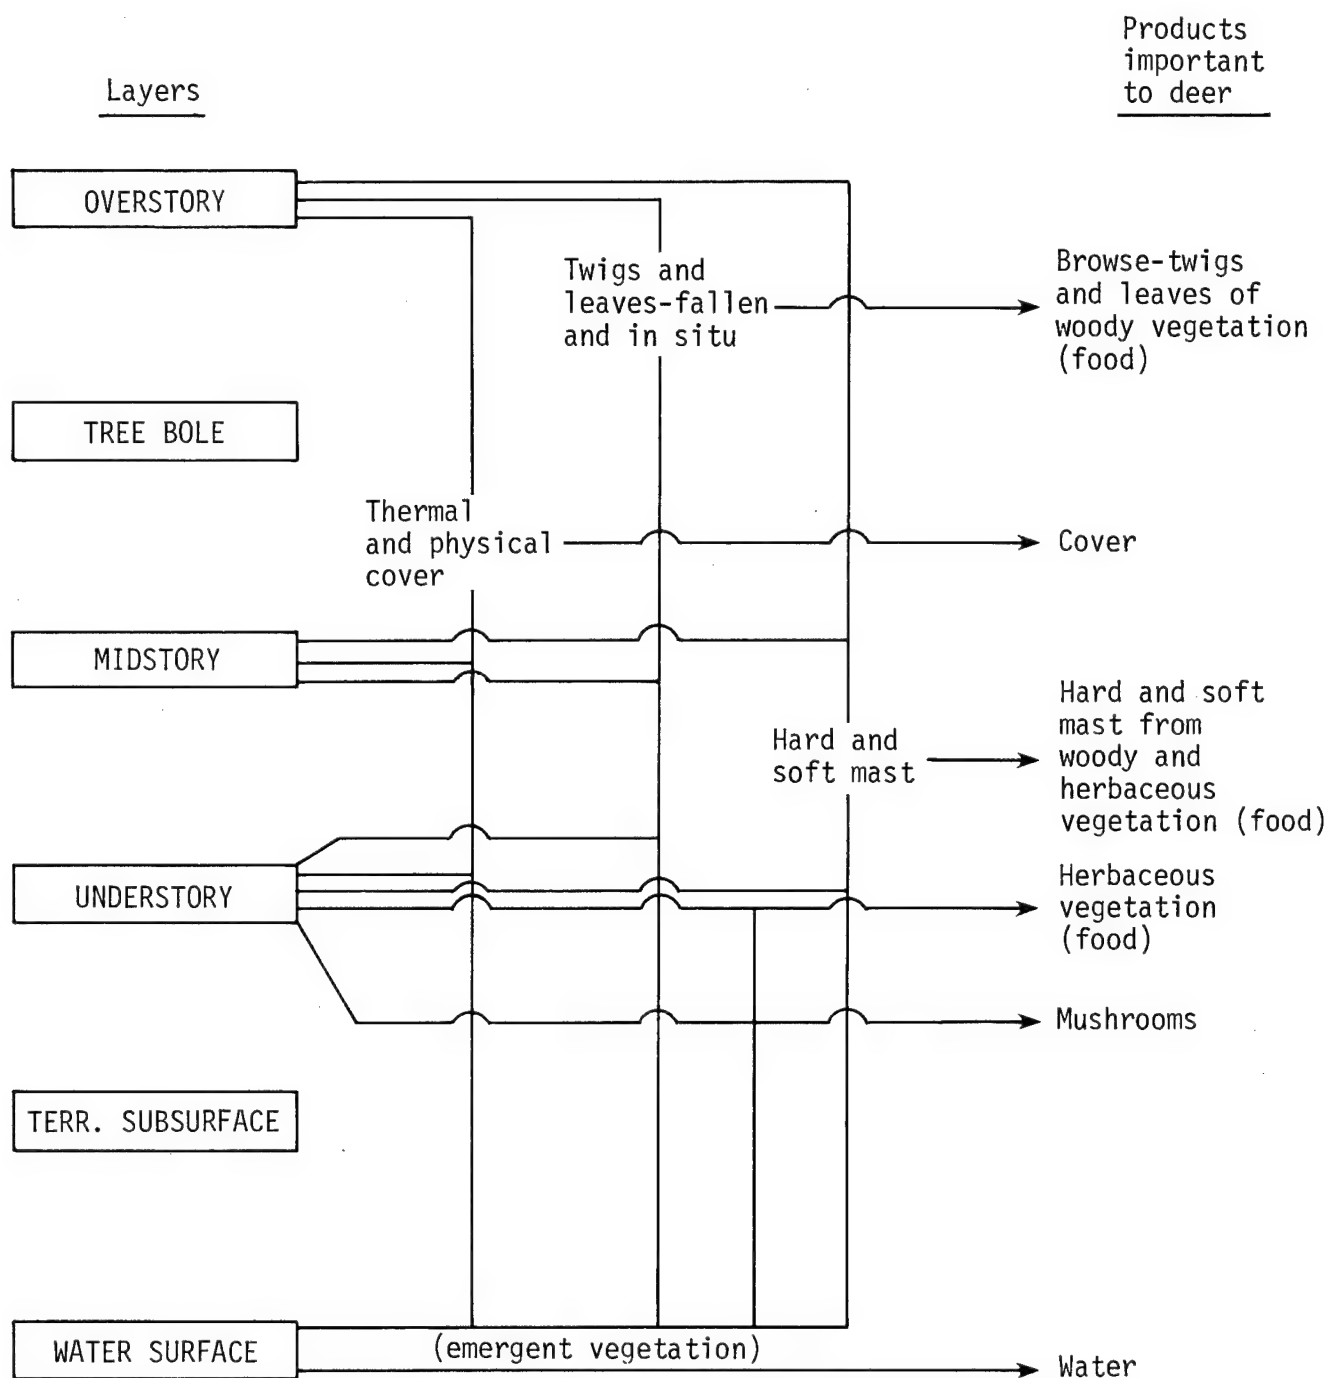 Products
important
to deer
Layers
OVERSTORY
Twigs and
leaves-fallen
and in situ
Browse-twigs
and leaves of
woody vegetation
(food)
TREE BOLE
Thermal
and physical
cover
Cover
MIDSTORY
Hard and
soft mast
Hard and soft
mast from
woody and
herbaceous
vegetation (food)
UNDERSTORY
Herbaceous
vegetation
(food)
Mushrooms
TERR. SUBSURFACE
WATER SURFACE
(emergent vegetation)
Water